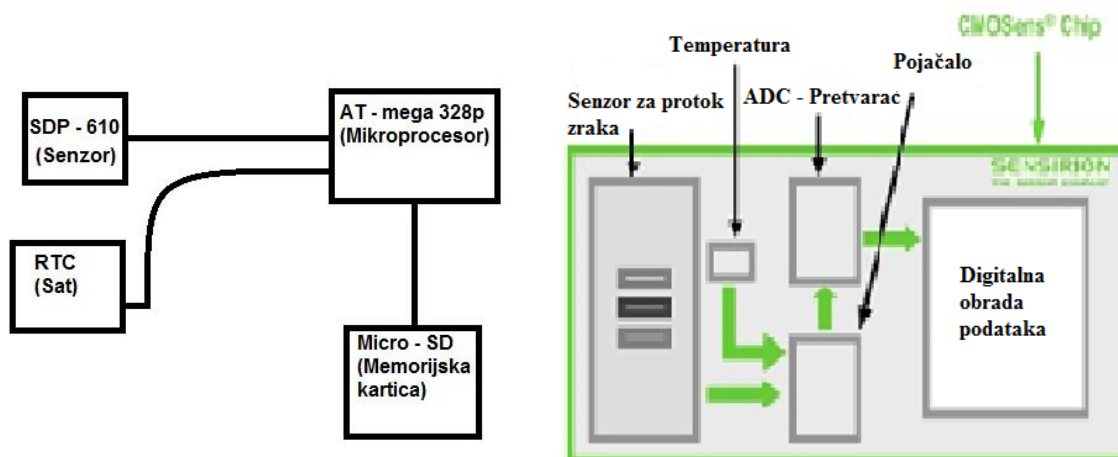 SDP - 610
(Senzor)
AT - mega 328p
(Mikroprocesor)
RTC
(Sat)
Micro - SD
(Memorijska
kartica)
CMOSens® Chip
Temperatura
Pojačalo
Senzor za protok
zraka
ADC - Pretvarač
SENSIRION
Digitalna
obrada
podataka